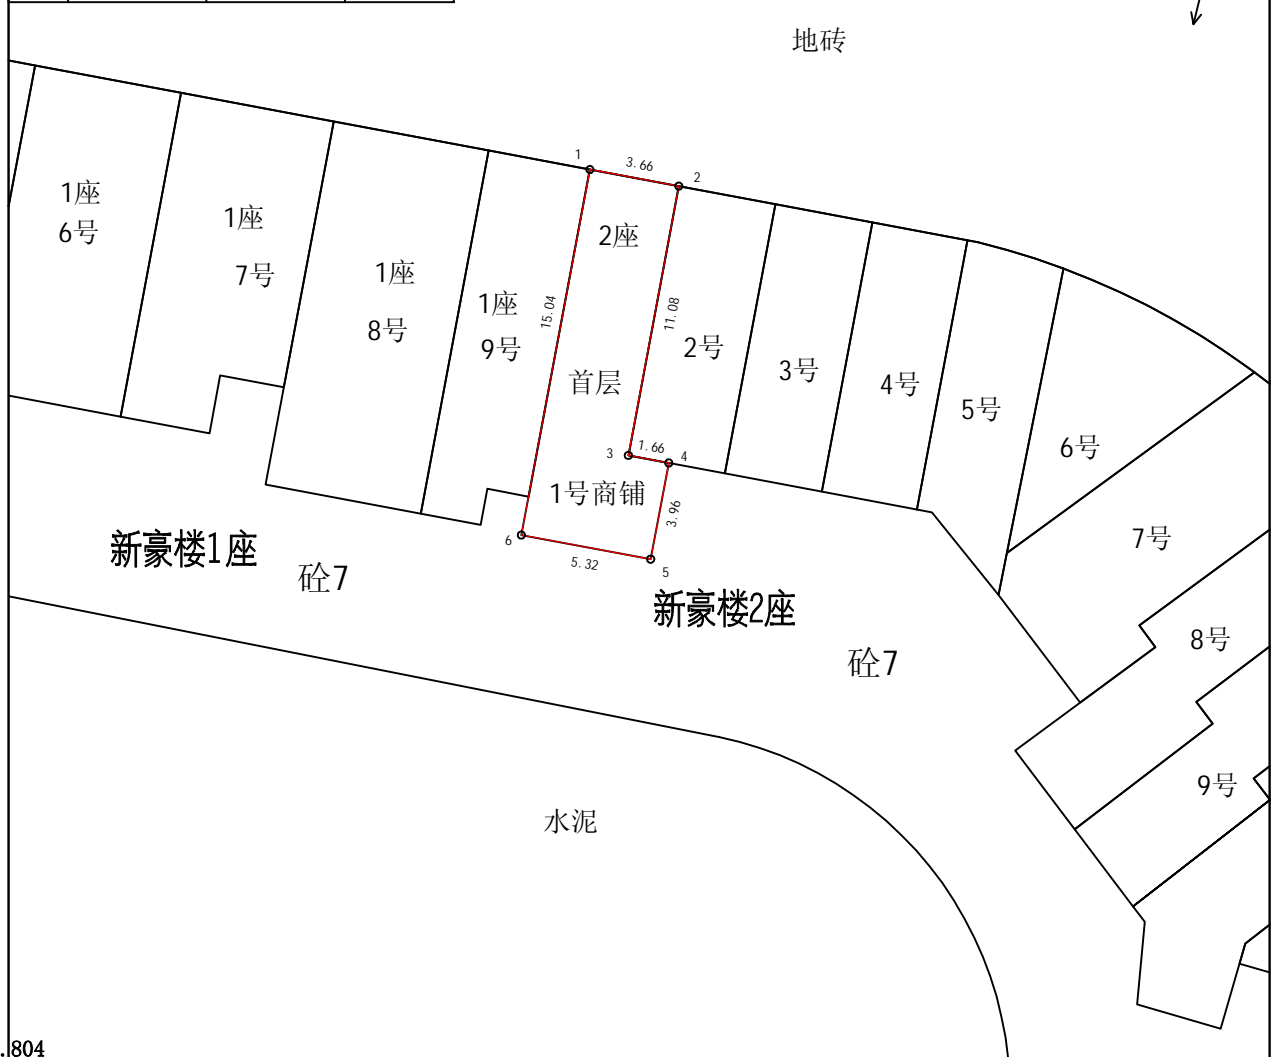 地砖
1
3.66
2
1座
6号
1座
7号
1座
8号
1座
9号
2座
15.04
11.08
首层
2号
3号
4号
5号
6号
7号
8号
9号
3
1.66
4
1号商铺
3.96
6
5.32
5
新豪楼1座
砼7
新豪楼2座
砼7
水泥
.804